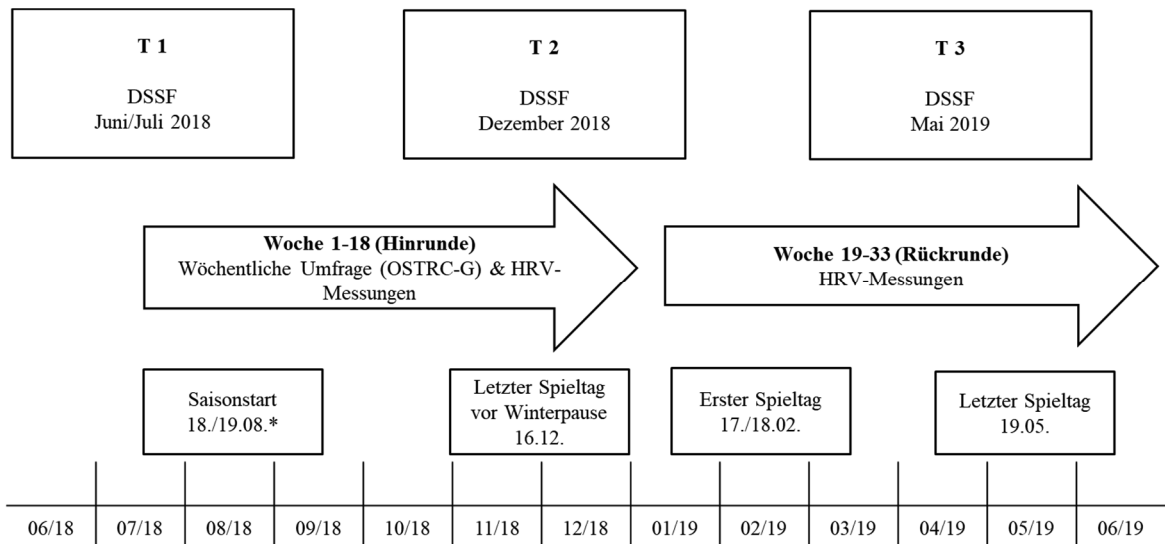 T 1
DSSF
Juni/Juli 2018
T 2
DSSF
Dezember 2018
T 3
DSSF
Mai 2019
Woche 1-18 (Hinrunde)
Wöchentliche Umfrage (OSTRC-G) & HRV-
Messungen
Woche 19-33 (Rückrunde)
HRV-Messungen
Saisonstart
18./19.08.*
Letzter Spieltag
vor Winterpause
16.12.
Erster Spieltag
17./18.02.
Letzter Spieltag
19.05.
06/18 07/18 08/18 09/18 10/18 11/18 12/18 01/19 02/19 03/19 04/19 05/19 06/19